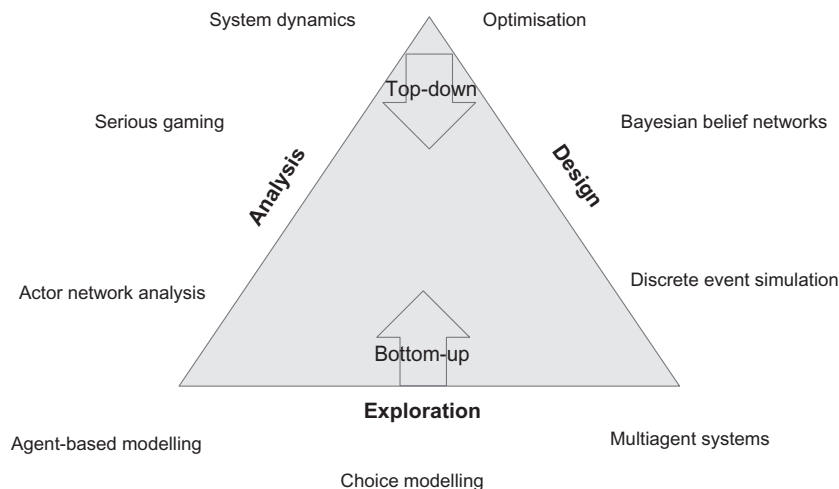 System dynamics
Optimisation
Top-down
Serious gaming
Bayesian belief networks
Analysis
Design
Actor network analysis
Discrete event simulation
Bottom-up
Exploration
Agent-based modelling
Multiagent systems
Choice modelling